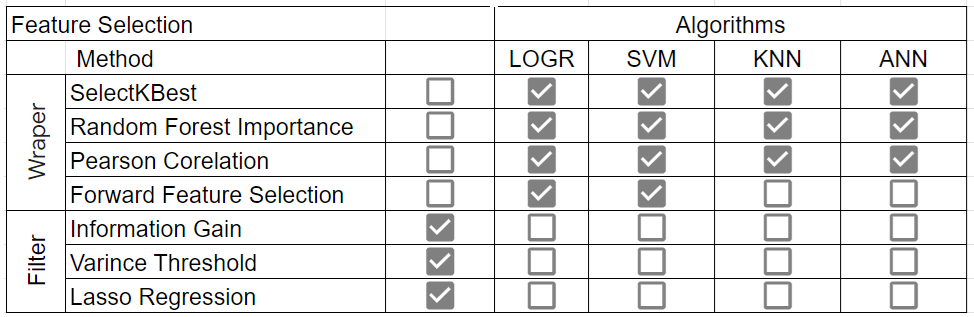 Feature Selection Algorithms
Method LOGR SVM KNN ANN
Wraper
SelectKBest
Random Forest Importance
Pearson Corelation
Forward Feature Selection
Filter
Information Gain
Varince Threshold
Lasso Regression